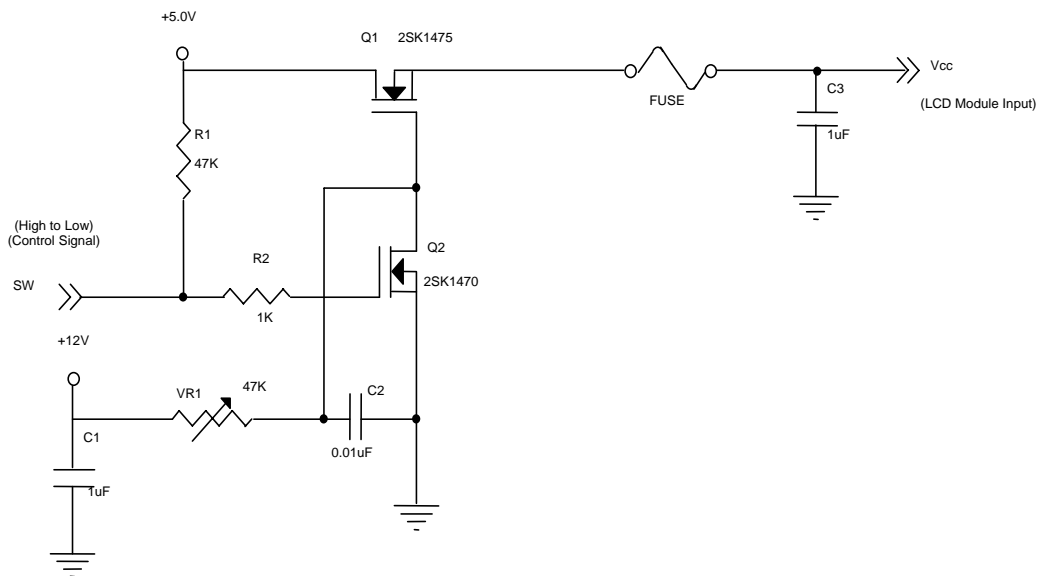 +5.0V
Q1 2SK1475
Vcc
(LCD Module Input)
FUSE
C3
1uF
R1
47K
(High to Low)
(Control Signal)
SW
R2
1K
Q2
2SK1470
+12V
VR1
47K
C2
0.01uF
C1
1uF